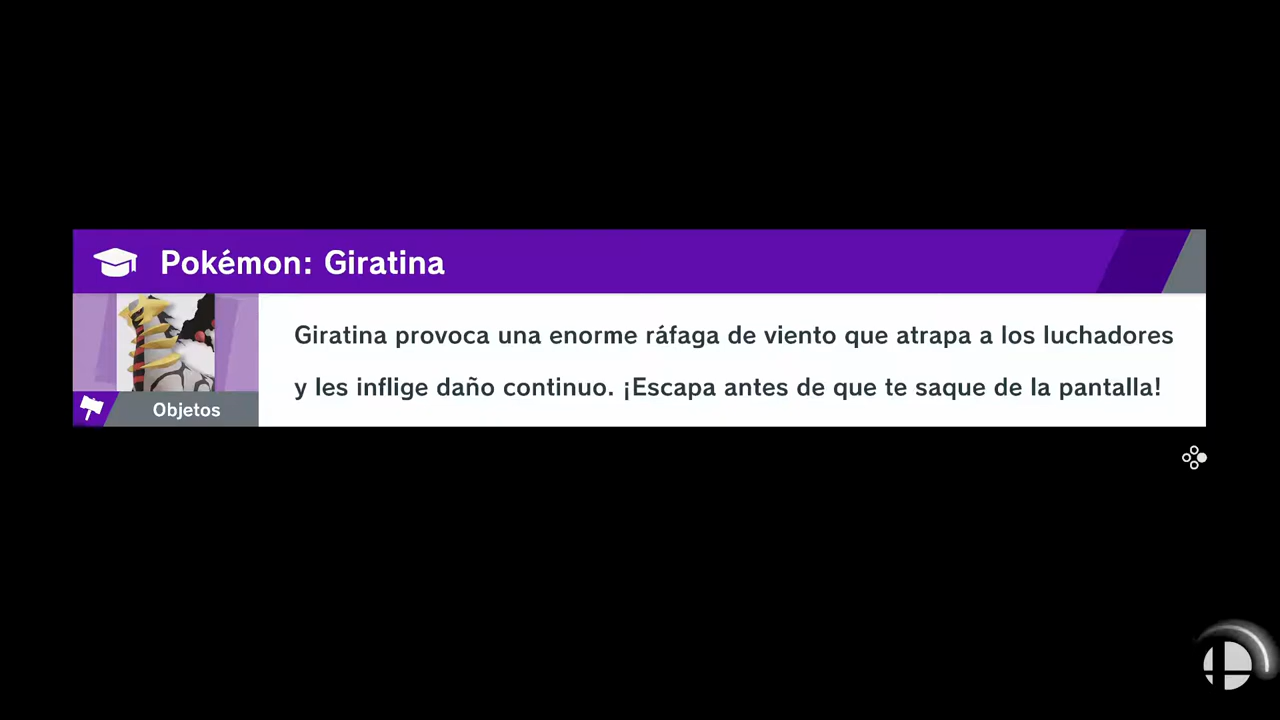 Pokémon: Giratina
Giratina provoca una enorme ráfaga de viento que atrapa a los luchadores
y les inflige daño continuo. ¡Escapa antes de que te saque de la pantalla!
Objetos